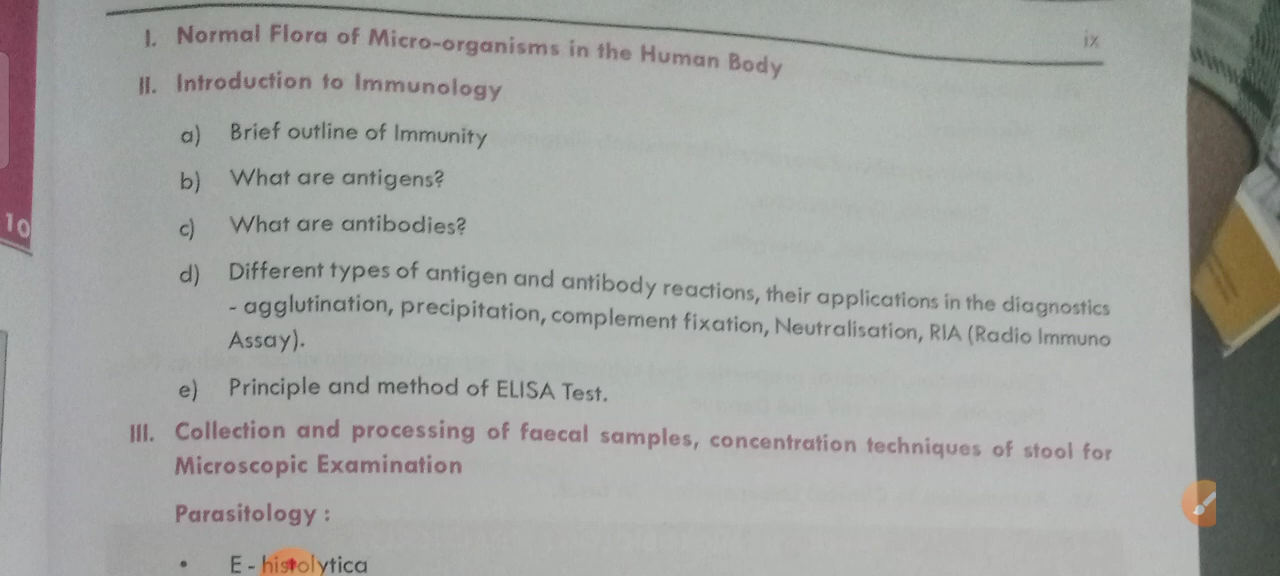 ix
I. Normal Flora of Micro-organisms in the Human Body
II. Introduction to Immunology
a) Brief outline of Immunity
b) What are antigens?
c) What are antibodies?
10
d) Different types of antigen and antibody reactions, their applications in the diagnostics
- agglutination, precipitation, complement fixation, Neutralisation, RIA (Radio Immuno
Assay).
e) Principle and method of ELISA Test.
III. Collection and processing of faecal samples, concentration techniques of stool for
Microscopic Examination
Parasitology :
• E - histolytica